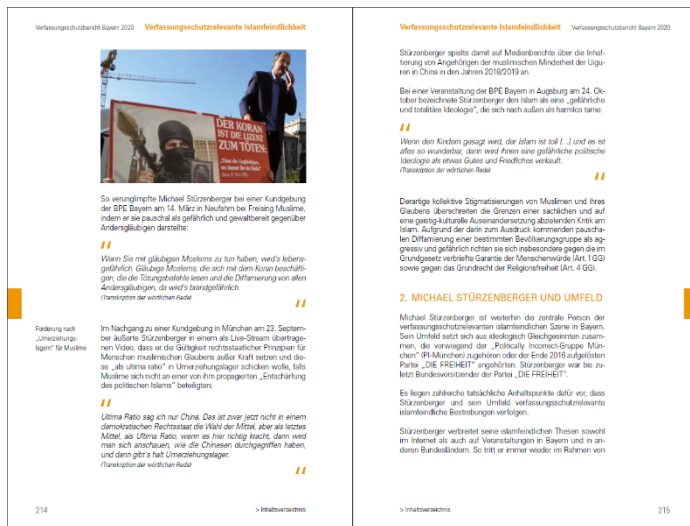 Verfassungsschutzbericht Bayern 2020 Verfassungsschutzrelevante Islamfeindlichkeit
DER KORAN
IST DIE LIZENZ
ZUM TÖTEN:
So verunglimpfte Michael Stürzenberger bei einer Kundgebung
der BPE Bayern am 14. März in Neufahrn bei Freising Muslime,
indem er sie pauschal als gefährlich und gewaltbereit gegenüber
Andersgläubigen darstellte:
"
Wenn Sie mit gläubigen Moslems zu tun haben, wird's lebens-
gefährlich. Gläubige Moslems, die sich mit dem Koran beschäfti-
gen, die die Tötungsbefehle lesen und die Diffamierung von allen
Andersgläubigen, da wird's brandgefährlich.
(Transkription der wörtlichen Rede)
"
Forderung nach
„Umerziehungs-
lagern“ für Muslime
Im Nachgang zu einer Kundgebung in München am 23. Septem-
ber äußerte Stürzenberger in einem als Live-Stream übertrage-
nen Video, dass er die Gültigkeit rechtsstaatlicher Prinzipien für
Menschen muslimischen Glaubens außer Kraft setzen und die-
se „als ultima ratio“ in Umerziehungslager schicken wolle, falls
Muslime sich nicht an einer von ihm propagierten „Entschärfung
des politischen Islams“ beteiligten:
"
Ultima Ratio sag ich nur China. Das ist zwar jetzt nicht in einem
demokratischen Rechtsstaat die Wahl der Mittel, aber als letztes
Mittel, als Ultima Ratio, wenn es hier richtig kracht, dann wird
man sich anschauen, wie die Chinesen durchgegriffen haben,
und dann gibt's halt Umerziehungslager.
(Transkription der wörtlichen Rede)
"
214
> Inhaltsverzeichnis
Verfassungsschutzrelevante Islamfeindlichkeit Verfassungsschutzbericht Bayern 2020
Stürzenberger spielte damit auf Medienberichte über die Inhaf-
tierung von Angehörigen der muslimischen Minderheit der Uigu-
ren in China in den Jahren 2018/2019 an.
Bei einer Veranstaltung der BPE Bayern in Augsburg am 24. Ok-
tober bezeichnete Stürzenberger den Islam als eine „gefährliche
und totalitäre Ideologie“, die sich nach außen als harmlos tarne:
"
Wenn den Kindern gesagt wird, der Islam ist toll [...] und es ist
alles so wunderbar, dann wird ihnen eine gefährliche politische
Ideologie als etwas Gutes und Friedliches verkauft.
(Transkription der wörtlichen Rede)
"
Derartige kollektive Stigmatisierungen von Muslimen und ihres
Glaubens überschreiten die Grenzen einer sachlichen und auf
eine geistig-kulturelle Auseinandersetzung abzielenden Kritik am
Islam. Aufgrund der darin zum Ausdruck kommenden pauscha-
len Diffamierung einer bestimmten Bevölkerungsgruppe als ag-
gressiv und gefährlich richten sie sich insbesondere gegen die im
Grundgesetz verbriefte Garantie der Menschenwürde (Art. 1 GG)
sowie gegen das Grundrecht der Religionsfreiheit (Art. 4 GG).
2. MICHAEL STÜRZENBERGER UND UMFELD
Michael Stürzenberger ist weiterhin die zentrale Person der
verfassungsschutzrelevanten islamfeindlichen Szene in Bayern.
Sein Umfeld setzt sich aus ideologisch Gleichgesinnten zusam-
men, die vorwiegend der „Politically Incorrect-Gruppe Mün-
chen“ (PI-München) zugehören oder der Ende 2016 aufgelösten
Partei „DIE FREIHEIT“ angehörten. Stürzenberger war bis zu-
letzt Bundesvorsitzender der Partei „DIE FREIHEIT“.
Es liegen zahlreiche tatsächliche Anhaltspunkte dafür vor, dass
Stürzenberger und sein Umfeld verfassungsschutzrelevante
islamfeindliche Bestrebungen verfolgen.
Stürzenberger verbreitet seine islamfeindlichen Thesen sowohl
im Internet als auch auf Veranstaltungen in Bayern und in an-
deren Bundesländern. So tritt er immer wieder im Rahmen von
> Inhaltsverzeichnis
215